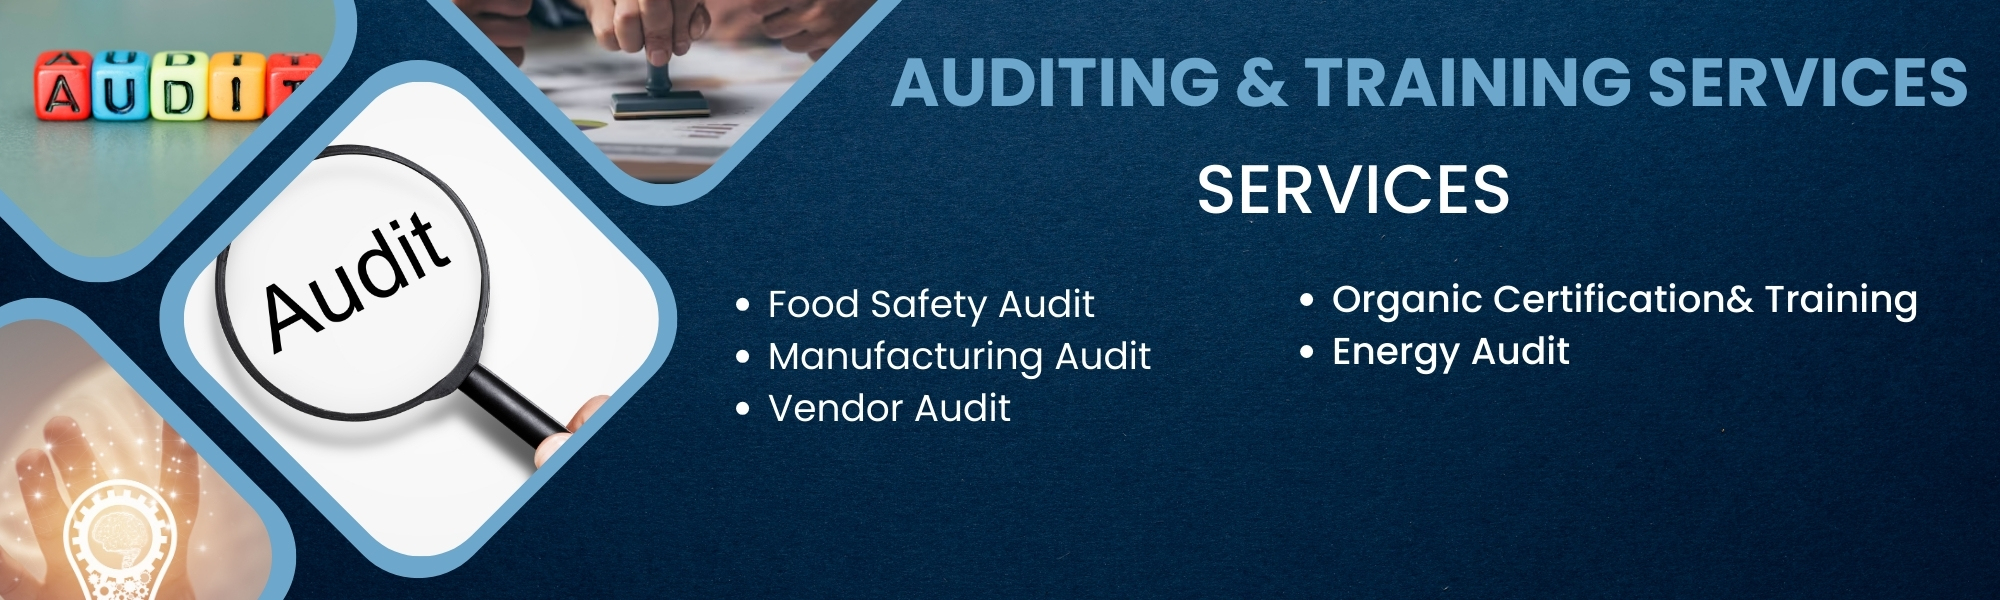 AUDIT
Audit
AUDITING & TRAINING SERVICES
SERVICES
Food Safety Audit
Manufacturing Audit
Vendor Audit
Organic Certification& Training
Energy Audit